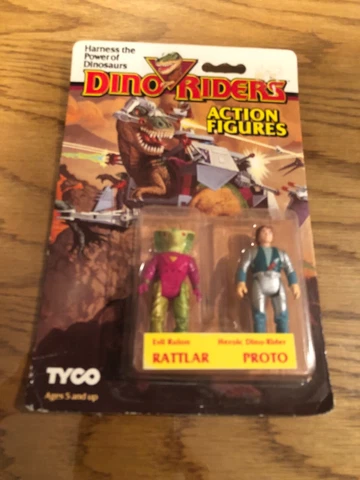 Harness the
Power of
Dinosaurs
DINO RIDERS
ACTION
FIGURES
Evil Rulon
RATTLAR
Heroic Dino-Rider
PROTO
TYCO
Ages 5 and up